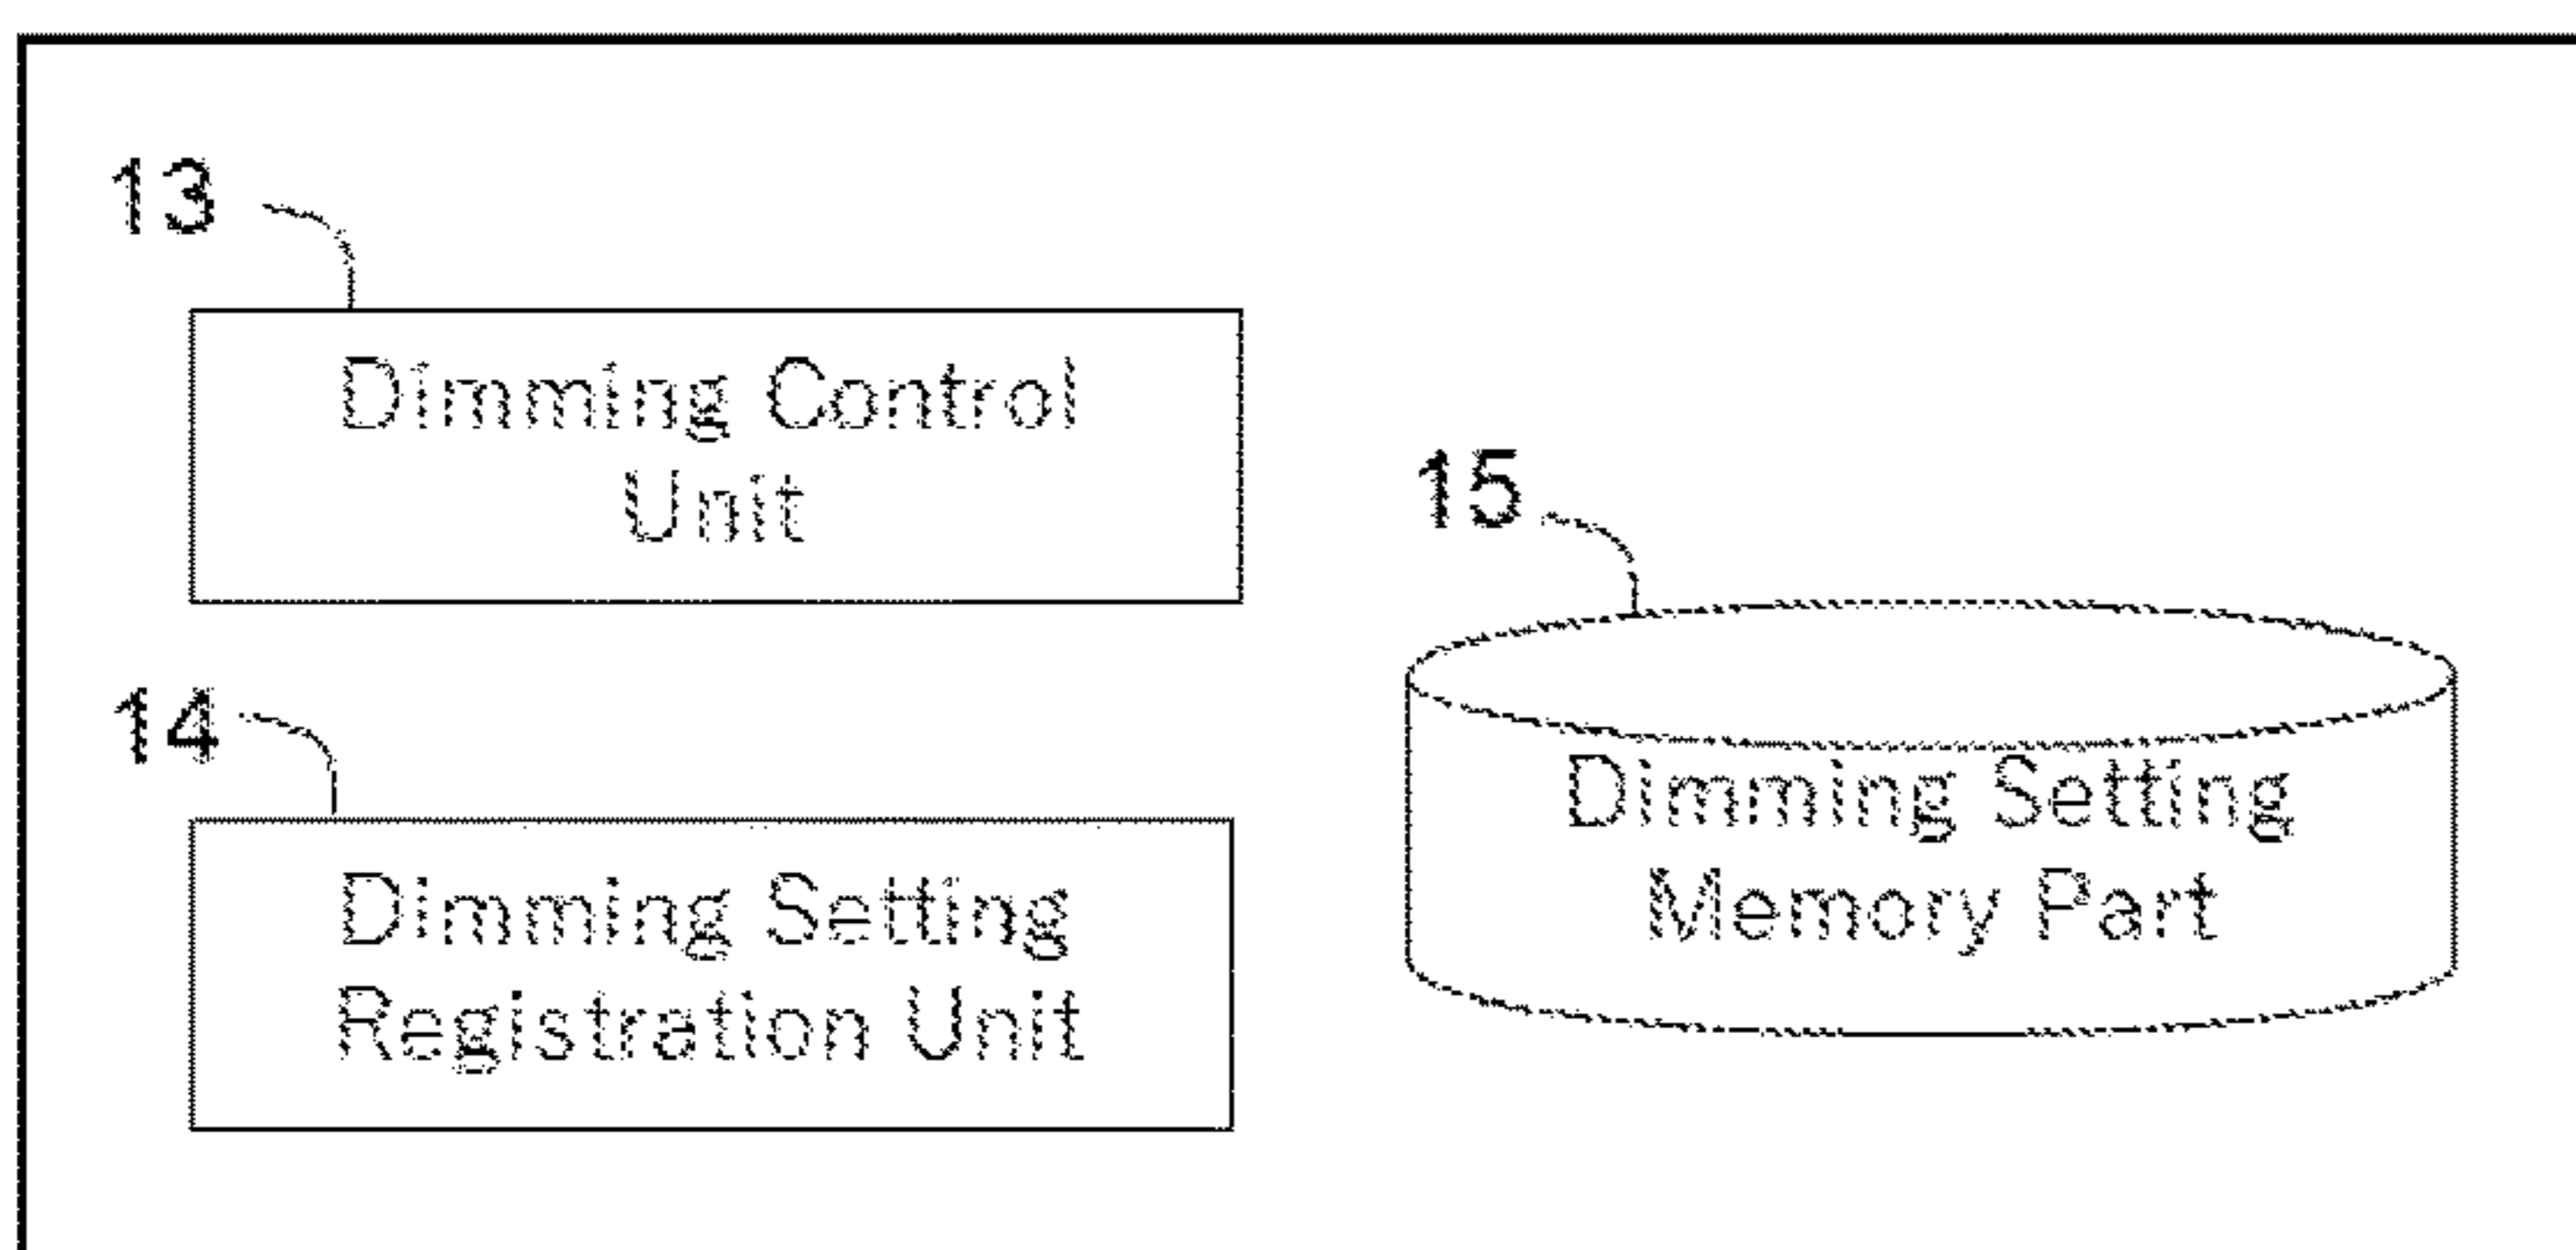 13
Dimming Control
Unit
14
Dimming Setting
Registration Unit
15
Dimming Setting
Memory Part